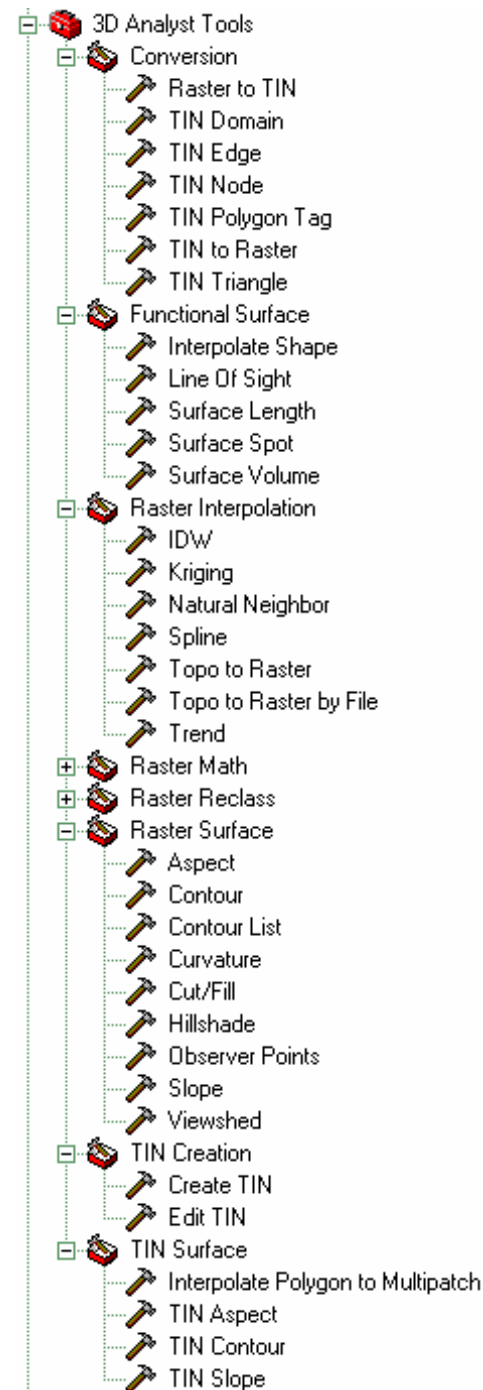 3D Analyst Tools
Conversion
Raster to TIN
TIN Domain
TIN Edge
TIN Node
TIN Polygon Tag
TIN to Raster
TIN Triangle
Functional Surface
Interpolate Shape
Line Of Sight
Surface Length
Surface Spot
Surface Volume
Raster Interpolation
IDW
Kriging
Natural Neighbor
Spline
Topo to Raster
Topo to Raster by File
Trend
Raster Math
Raster Reclass
Raster Surface
Aspect
Contour
Contour List
Curvature
Cut/Fill
Hillshade
Observer Points
Slope
Viewshed
TIN Creation
Create TIN
Edit TIN
TIN Surface
Interpolate Polygon to Multipatch
TIN Aspect
TIN Contour
TIN Slope